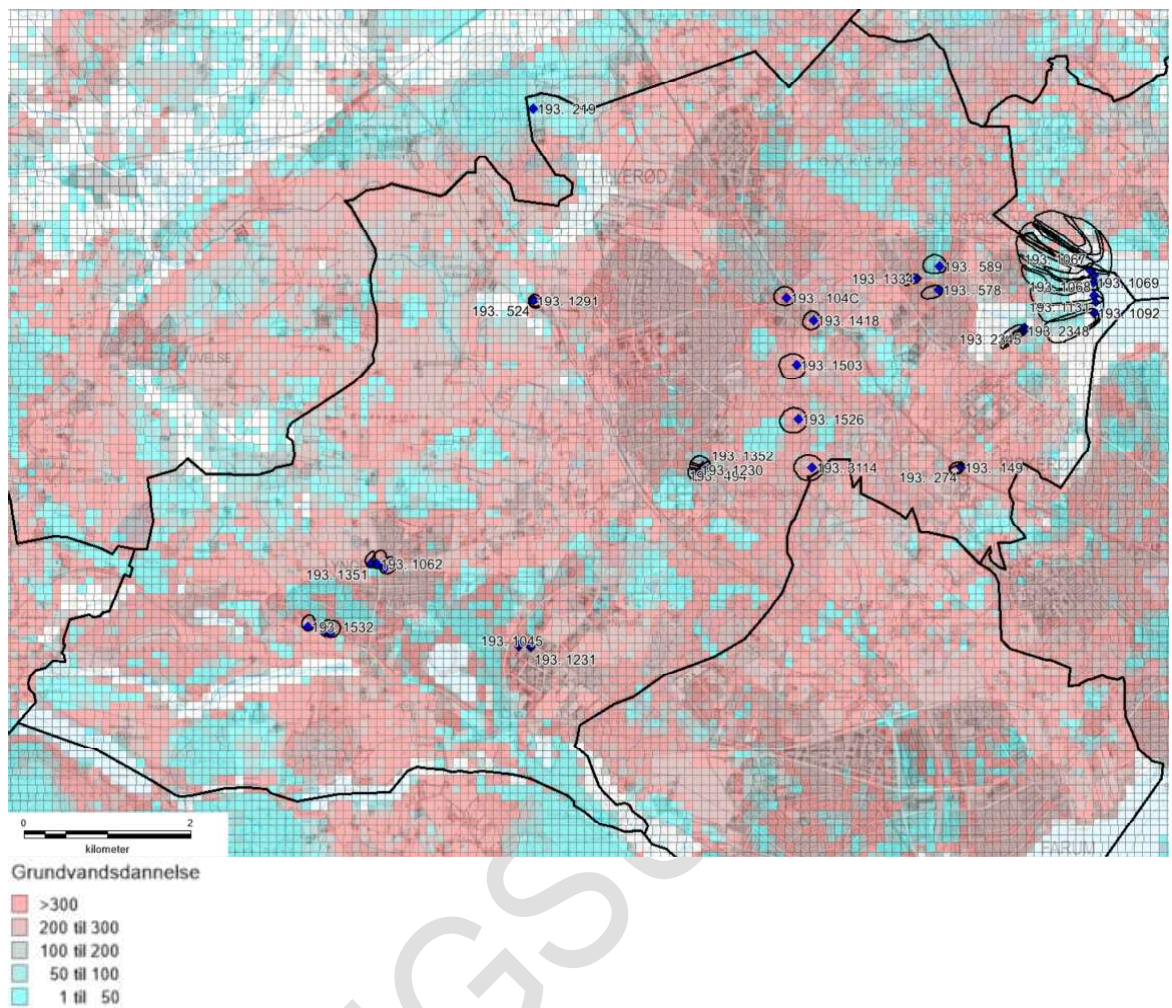 193. 219
LILLERØD
BLOVSTRØD
193. 1067
193. 589
193. 1333
193. 578
193. 1068
193. 1069
193. 1131
193. 1092
193. 1291
193. 524
193. 104C
193. 1418
193. 2345
193. 2348
193. 1503
193. 1526
193. 1352
193. 1230
193. 494
193. 3114
193. 274
193. 149
193. 1351
193. 1062
193. 1532
193. 1045
193. 1231
FARUM
0 2
kilometer
Grundvandsdannelse
>300
200 til 300
100 til 200
50 til 100
1 til 50